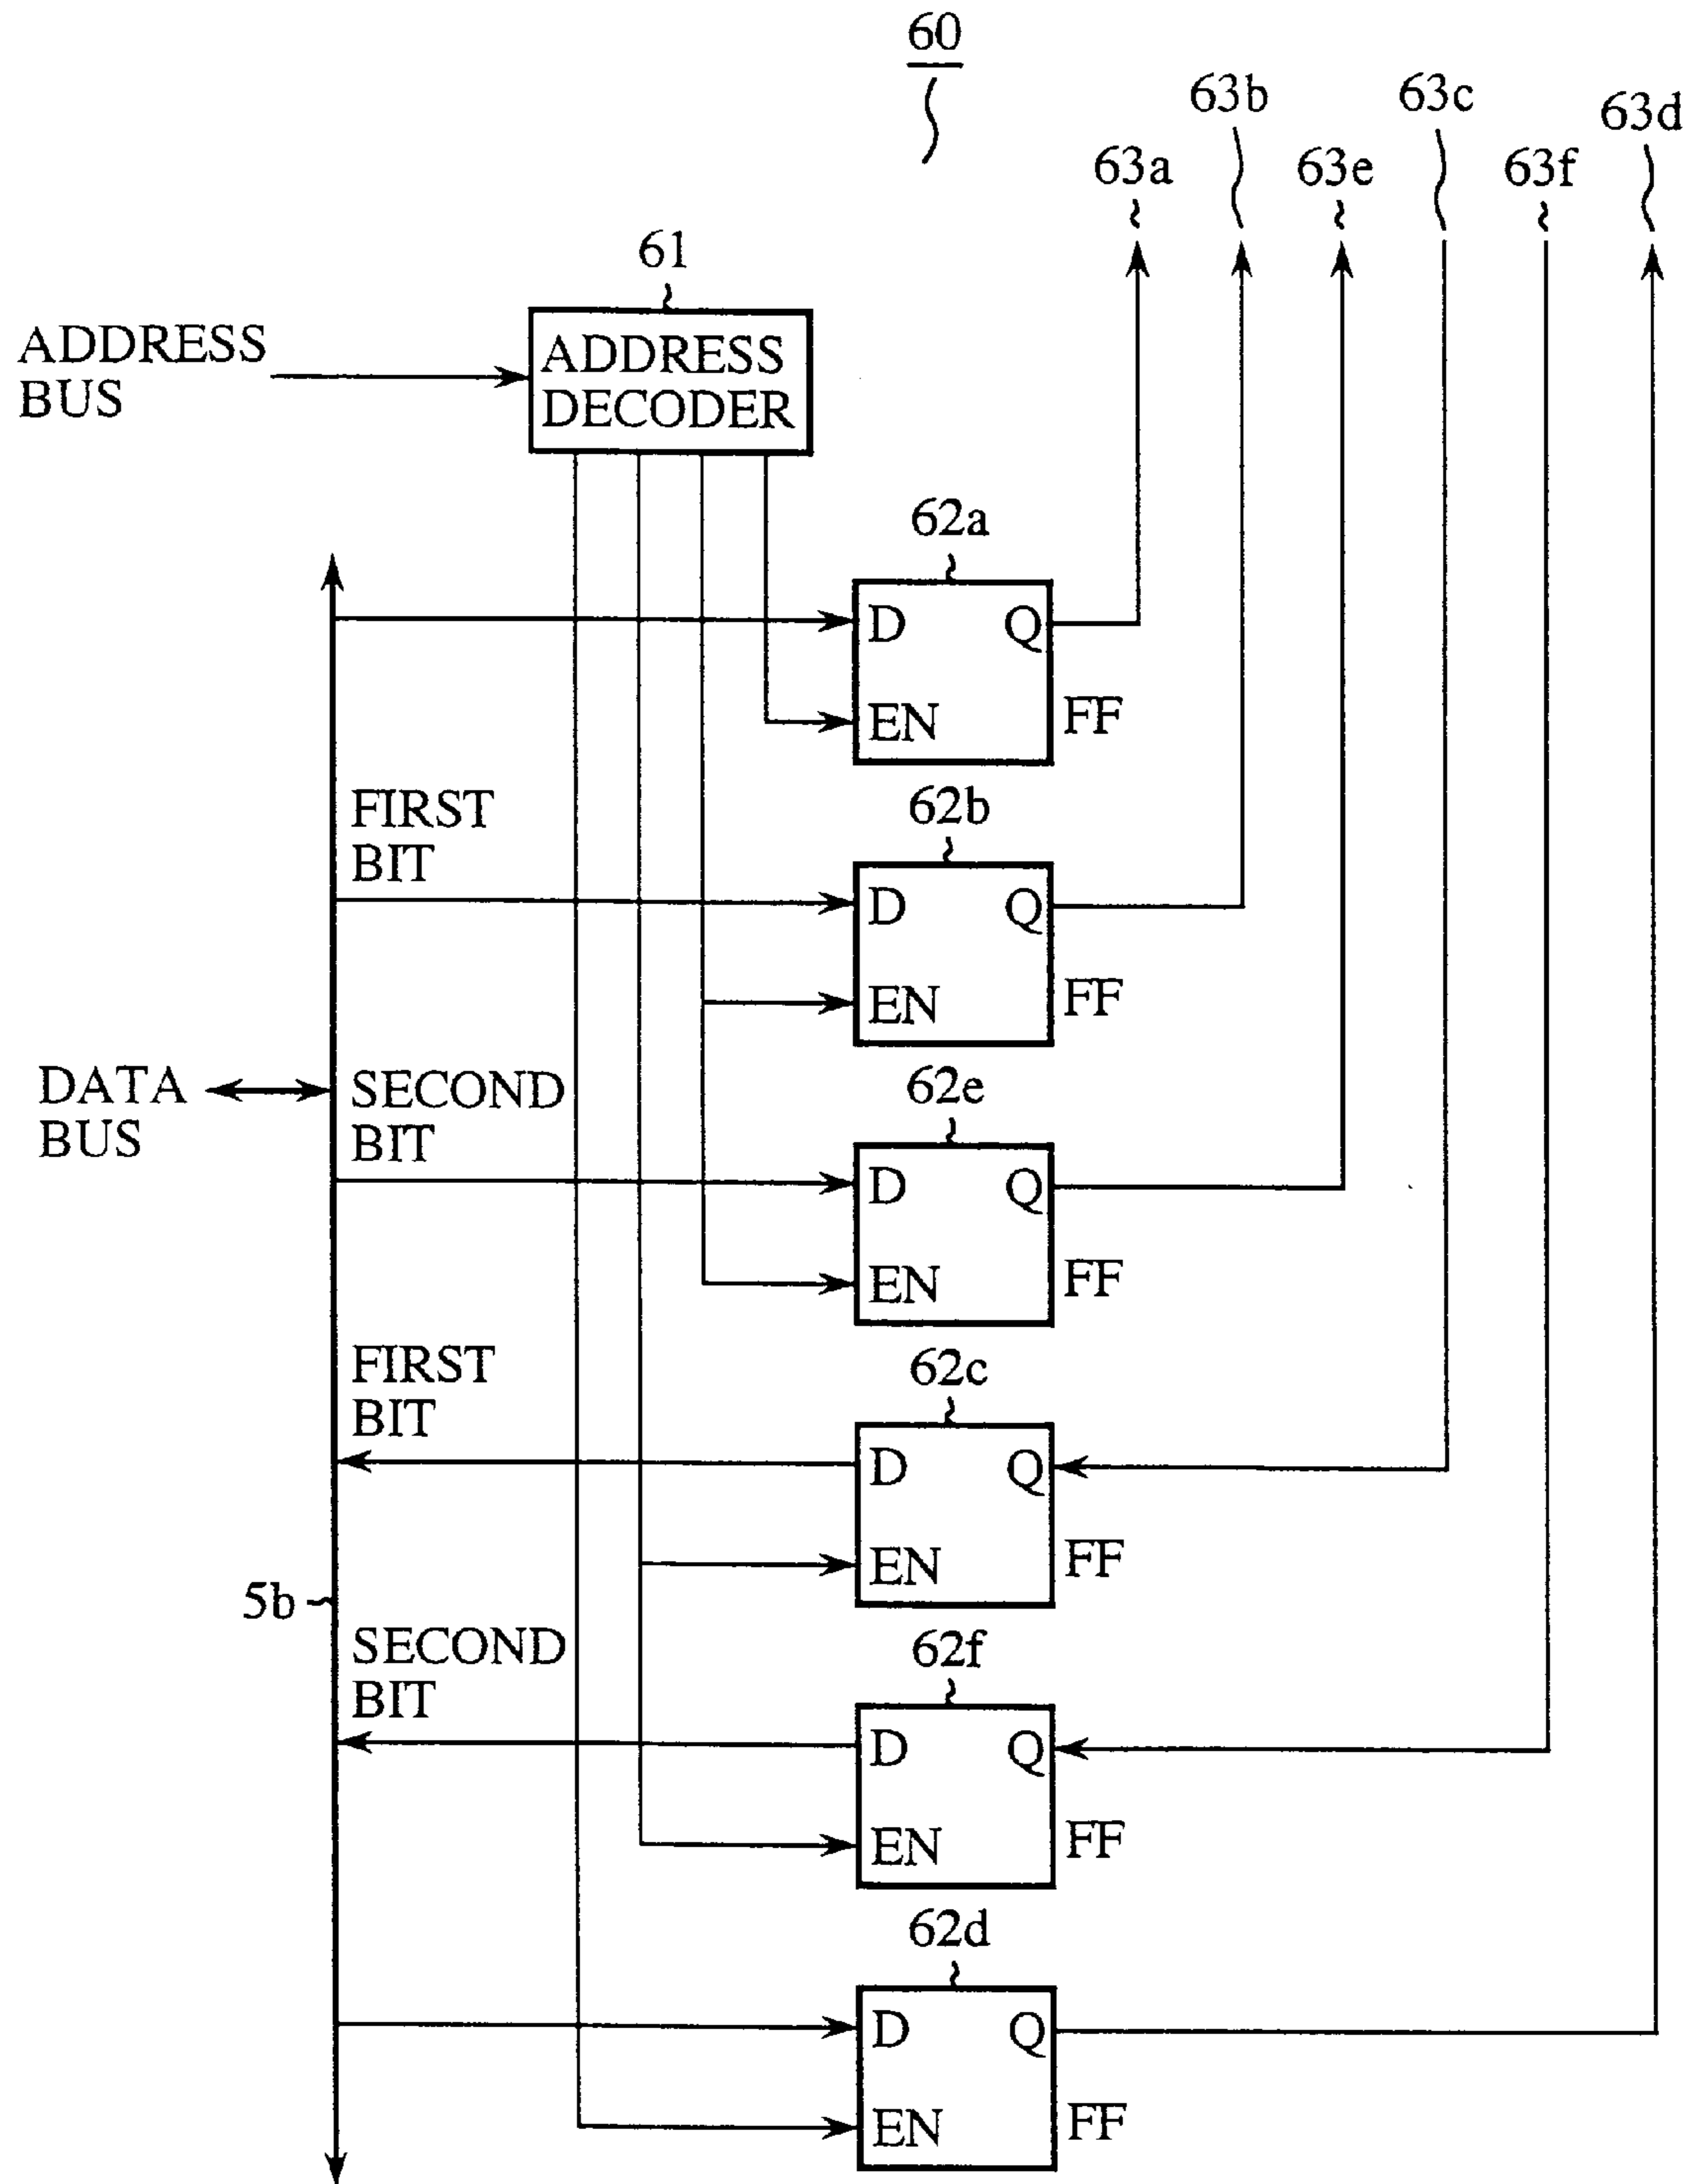 60
63b
63c
63d
63a
63e
63f
61
ADDRESS
BUS
ADDRESS
DECODER
62a
D
Q
EN
FF
FIRST
BIT
62b
D
Q
EN
FF
DATA
BUS
SECOND
BIT
62e
D
Q
EN
FF
FIRST
BIT
62c
D
Q
EN
FF
5b
SECOND
BIT
62f
D
Q
EN
FF
62d
D
Q
EN
FF